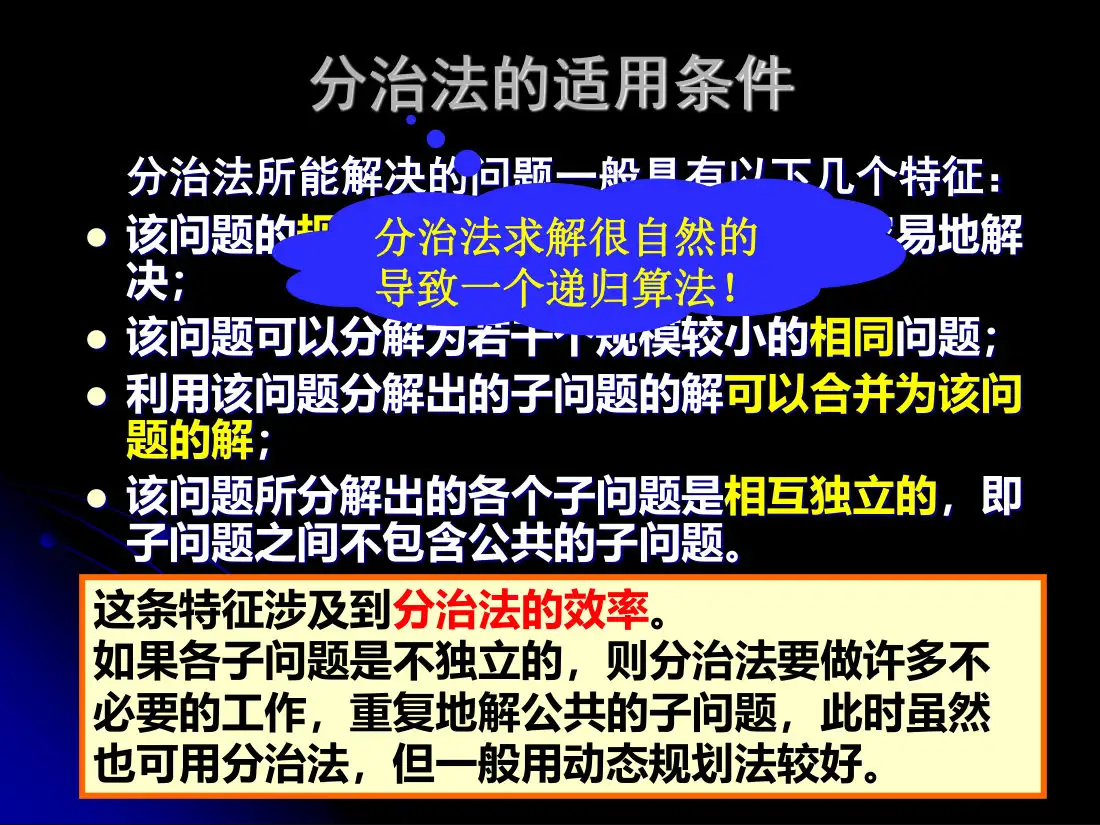 分治法的适用条件
分治法所能解决的问题一般具有以下几个特征：
该问题的 易地解
决；
分治法求解很自然的
导致一个递归算法！
该问题可以分解为若干个规模较小的相同问题；
利用该问题分解出的子问题的解可以合并为该问
题的解；
该问题所分解出的各个子问题是相互独立的，即
子问题之间不包含公共的子问题。
这条特征涉及到分治法的效率。
如果各子问题是不独立的，则分治法要做许多不
必要的工作，重复地解公共的子问题，此时虽然
也可用分治法，但一般用动态规划法较好。